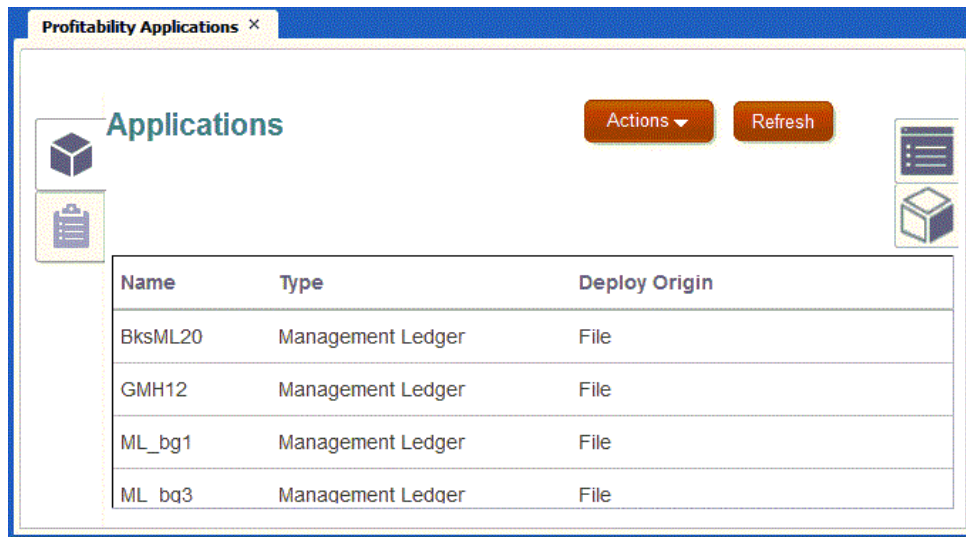 Profitability Applications ×
Applications
Actions
Refresh
Name Type Deploy Origin
BksML20 Management Ledger File
GMH12 Management Ledger File
ML_bg1 Management Ledger File
ML_bg3 Management Ledger File